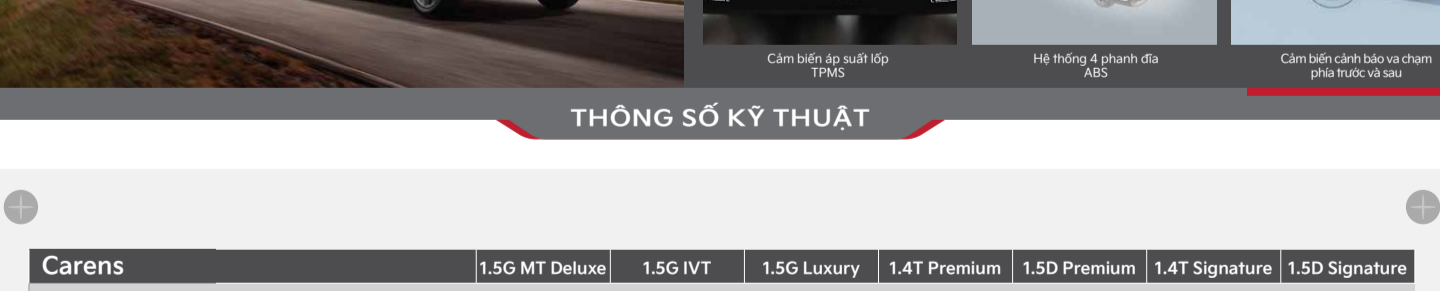 Cảm biến áp suất lốp
TPMS
Hệ thống 4 phanh đĩa
ABS
Cảm biến cảnh báo va chạm
phía trước và sau
THÔNG SỐ KỸ THUẬT
Carens 1.5G MT Deluxe 1.5G IVT 1.5G Luxury 1.4T Premium 1.5D Premium 1.4T Signature 1.5D Signature